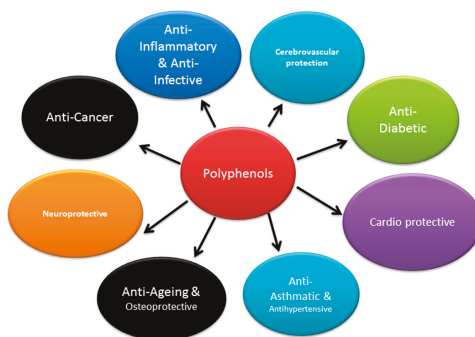 Anti-
Inflammatory
& Anti-
Infective
Cerebrovascular
protection
Anti-Cancer
Anti-
Diabetic
Polyphenols
Neuroprotective
Cardio protective
Anti-Ageing &
Osteoprotective
Anti-
Asthmatic &
Antihypertensive